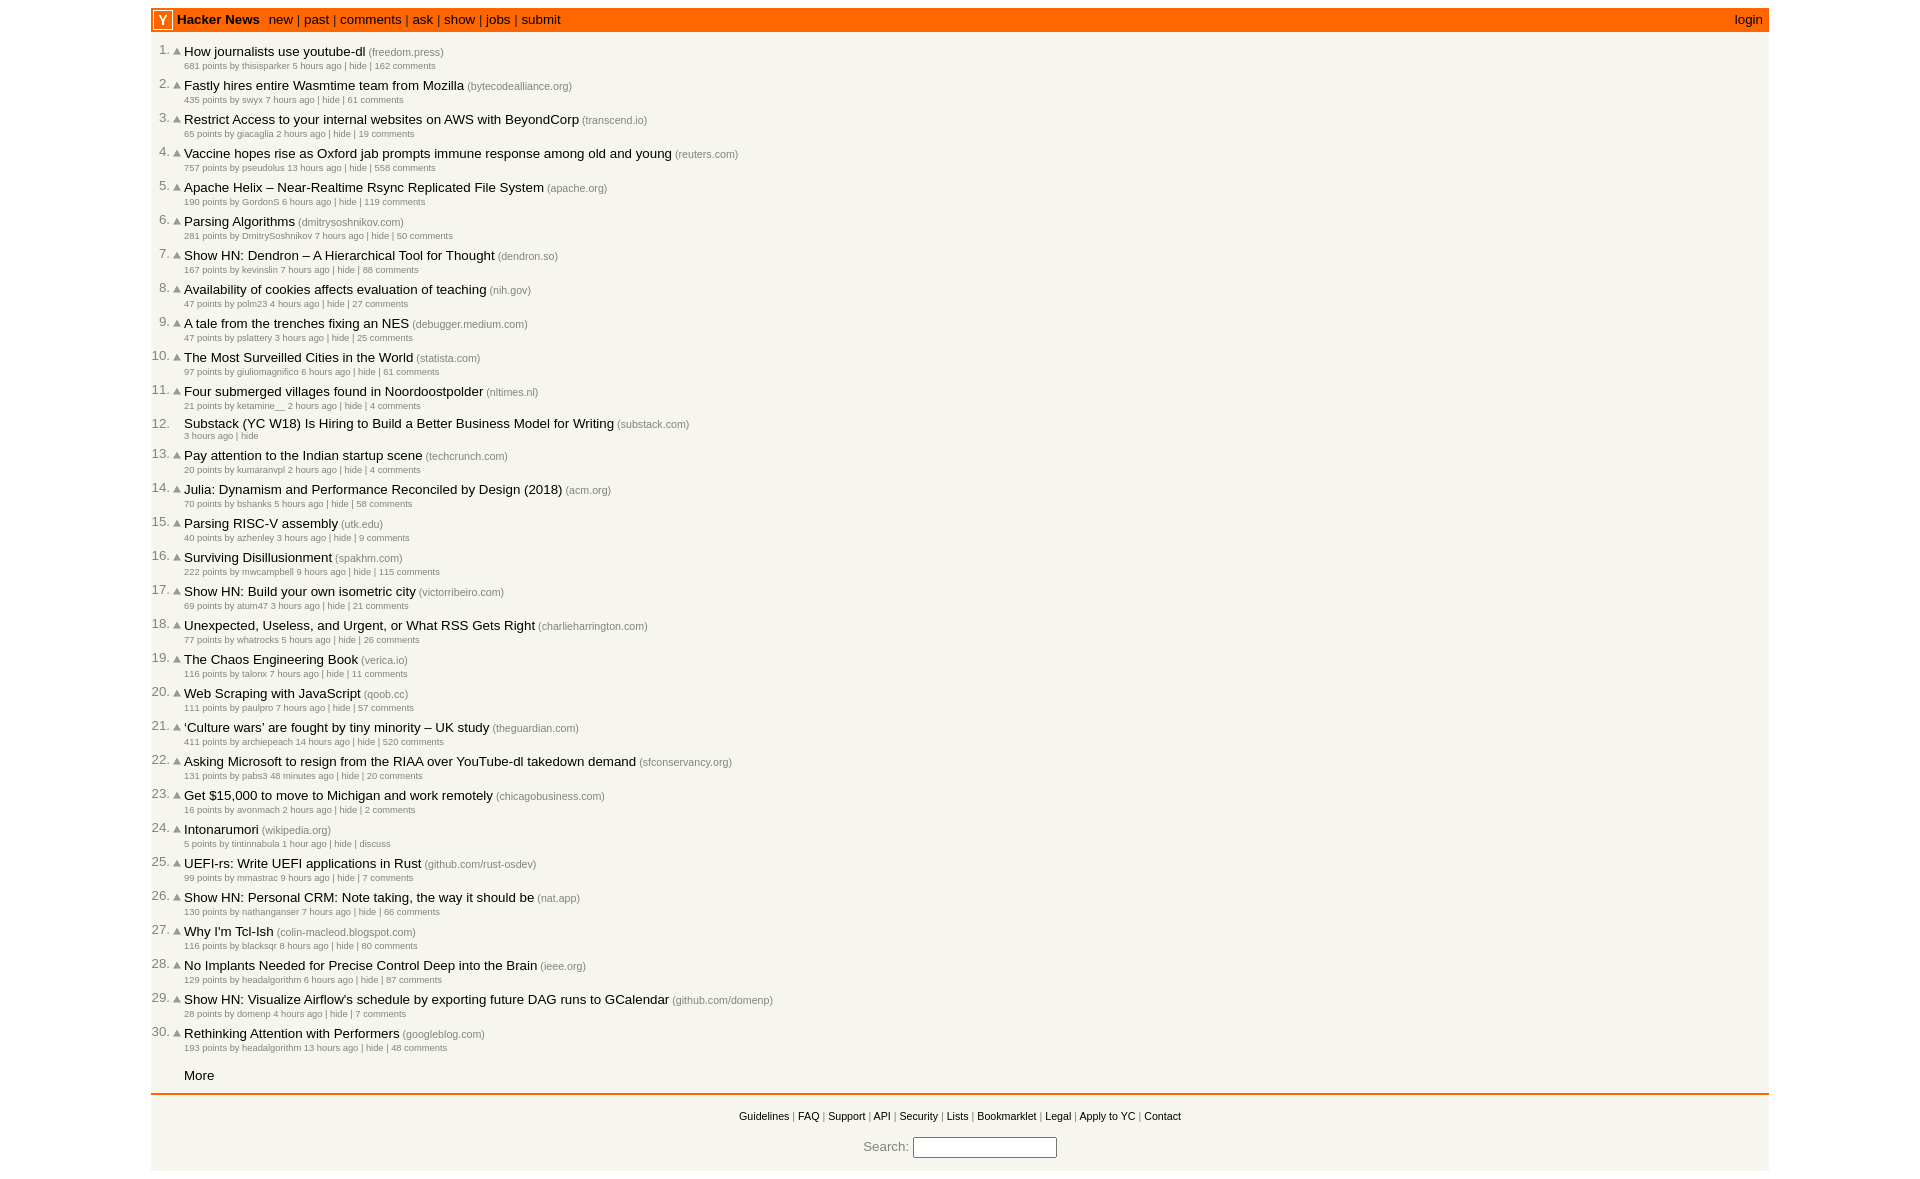 Y Hacker News new | past | comments | ask | show | jobs | submit login
1. How journalists use youtube-dl (freedom.press)
681 points by thisisparker 5 hours ago | hide | 162 comments
2. Fastly hires entire Wasmtime team from Mozilla (bytecodealliance.org)
435 points by swyx 7 hours ago | hide | 61 comments
3. Restrict Access to your internal websites on AWS with BeyondCorp (transcend.io)
65 points by giacaglia 2 hours ago | hide | 19 comments
4. Vaccine hopes rise as Oxford jab prompts immune response among old and young (reuters.com)
757 points by pseudolus 13 hours ago | hide | 558 comments
5. Apache Helix – Near-Realtime Rsync Replicated File System (apache.org)
190 points by GordonS 6 hours ago | hide | 119 comments
6. Parsing Algorithms (dmitrysoshnikov.com)
281 points by DmitrySoshnikov 7 hours ago | hide | 50 comments
7. Show HN: Dendron – A Hierarchical Tool for Thought (dendron.so)
167 points by kevinslin 7 hours ago | hide | 88 comments
8. Availability of cookies affects evaluation of teaching (nih.gov)
47 points by polm23 4 hours ago | hide | 27 comments
9. A tale from the trenches fixing an NES (debugger.medium.com)
47 points by pslattery 3 hours ago | hide | 25 comments
10. The Most Surveilled Cities in the World (statista.com)
97 points by giuliomagnifico 6 hours ago | hide | 61 comments
11. Four submerged villages found in Noordoostpolder (nltimes.nl)
21 points by ketamine__ 2 hours ago | hide | 4 comments
12. Substack (YC W18) Is Hiring to Build a Better Business Model for Writing (substack.com)
3 hours ago | hide
13. Pay attention to the Indian startup scene (techcrunch.com)
20 points by kumaranvpl 2 hours ago | hide | 4 comments
14. Julia: Dynamism and Performance Reconciled by Design (2018) (acm.org)
70 points by bshanks 5 hours ago | hide | 58 comments
15. Parsing RISC-V assembly (utk.edu)
40 points by azhenley 3 hours ago | hide | 9 comments
16. Surviving Disillusionment (spakhm.com)
222 points by mwcampbell 9 hours ago | hide | 115 comments
17. Show HN: Build your own isometric city (victorribeiro.com)
69 points by atum47 3 hours ago | hide | 21 comments
18. Unexpected, Useless, and Urgent, or What RSS Gets Right (charlieharrington.com)
77 points by whatrocks 5 hours ago | hide | 26 comments
19. The Chaos Engineering Book (verica.io)
116 points by talonx 7 hours ago | hide | 11 comments
20. Web Scraping with JavaScript (qoob.cc)
111 points by paulpro 7 hours ago | hide | 57 comments
21. ‘Culture wars’ are fought by tiny minority – UK study (theguardian.com)
411 points by archiepeach 14 hours ago | hide | 520 comments
22. Asking Microsoft to resign from the RIAA over YouTube-dl takedown demand (sfconservancy.org)
131 points by pabs3 48 minutes ago | hide | 20 comments
23. Get $15,000 to move to Michigan and work remotely (chicagobusiness.com)
16 points by avonmach 2 hours ago | hide | 2 comments
24. Intonarumori (wikipedia.org)
5 points by tintinnabula 1 hour ago | hide | discuss
25. UEFI-rs: Write UEFI applications in Rust (github.com/rust-osdev)
99 points by mmastrac 9 hours ago | hide | 7 comments
26. Show HN: Personal CRM: Note taking, the way it should be (nat.app)
130 points by nathanganser 7 hours ago | hide | 66 comments
27. Why I'm Tcl-Ish (colin-macleod.blogspot.com)
116 points by blacksqr 8 hours ago | hide | 80 comments
28. No Implants Needed for Precise Control Deep into the Brain (ieee.org)
129 points by headalgorithm 6 hours ago | hide | 87 comments
29. Show HN: Visualize Airflow's schedule by exporting future DAG runs to GCalendar (github.com/domenp)
28 points by domenp 4 hours ago | hide | 7 comments
30. Rethinking Attention with Performers (googleblog.com)
193 points by headalgorithm 13 hours ago | hide | 48 comments
More
Guidelines | FAQ | Support | API | Security | Lists | Bookmarklet | Legal | Apply to YC | Contact
Search: